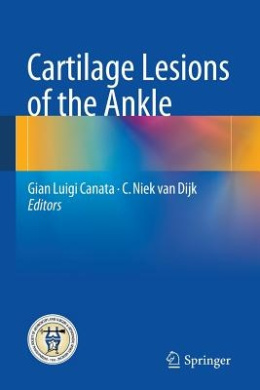 Cartilage Lesions
of the Ankle
Gian Luigi Canata · C. Niek van Dijk
Editors
Springer